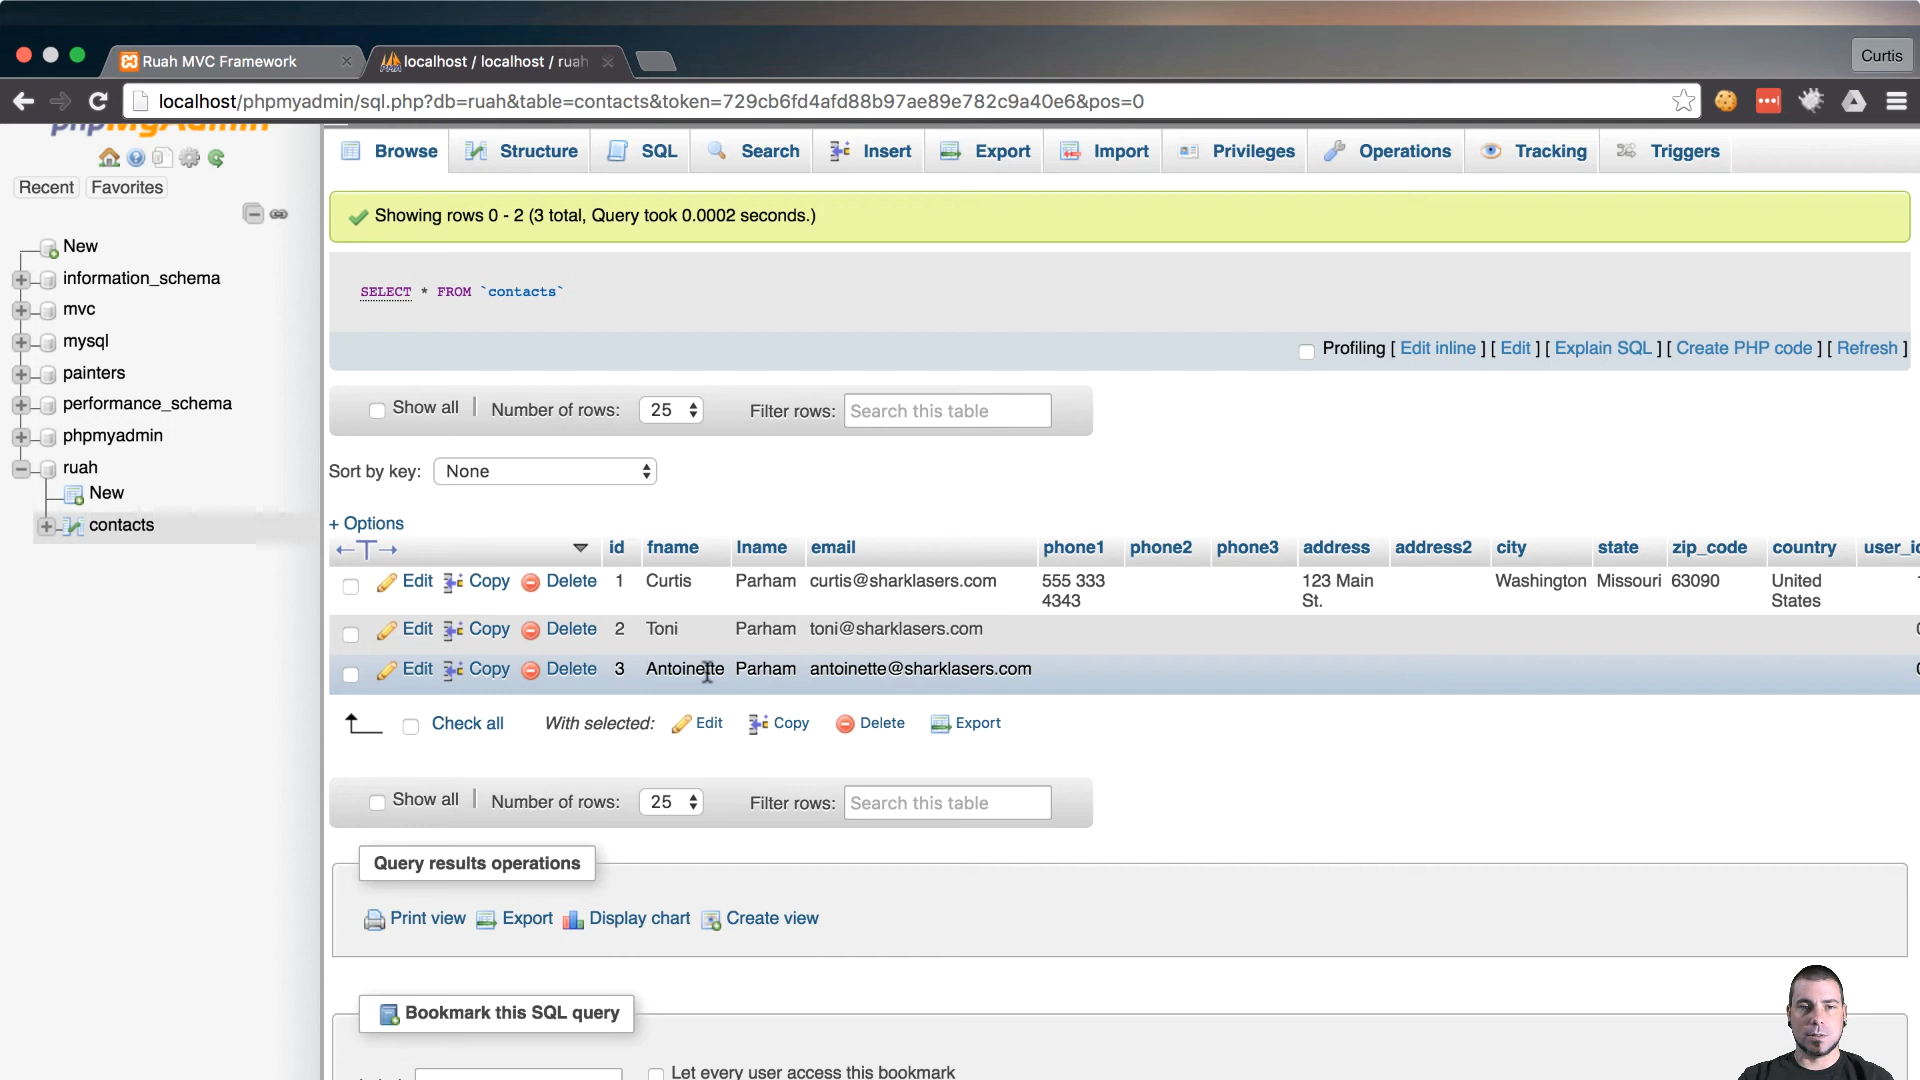 Ruah MVC Framework
localhost / localhost / ruah
Curtis
localhost/phpmyadmin/sql.php?db=ruah&table=contacts&token=729cb6fd4afd88b97ae89e782c9a40e6&pos=0
phpMyAdmin
Recent Favorites
New
information_schema
mvc
mysql
painters
performance_schema
phpmyadmin
ruah
New
contacts
Browse Structure SQL Search Insert Export Import Privileges Operations Tracking Triggers
Showing rows 0 - 2 (3 total, Query took 0.0002 seconds.)
SELECT * FROM `contacts`
Profiling [ Edit inline ] [ Edit ] [ Explain SQL ] [ Create PHP code ] [ Refresh ]
Show all | Number of rows: 25 Filter rows: Search this table
Sort by key: None
+ Options
←T→ id fname lname email phone1 phone2 phone3 address address2 city state zip_code country user_i
Edit Copy Delete 1 Curtis Parham curtis@sharklasers.com 555 333 123 Main Washington Missouri 63090 United
4343 St. States
Edit Copy Delete 2 Toni Parham toni@sharklasers.com
Edit Copy Delete 3 Antoinette Parham antoinette@sharklasers.com
Check all With selected: Edit Copy Delete Export
Show all | Number of rows: 25 Filter rows: Search this table
Query results operations
Print view Export Display chart Create view
Bookmark this SQL query
Let every user access this bookmark